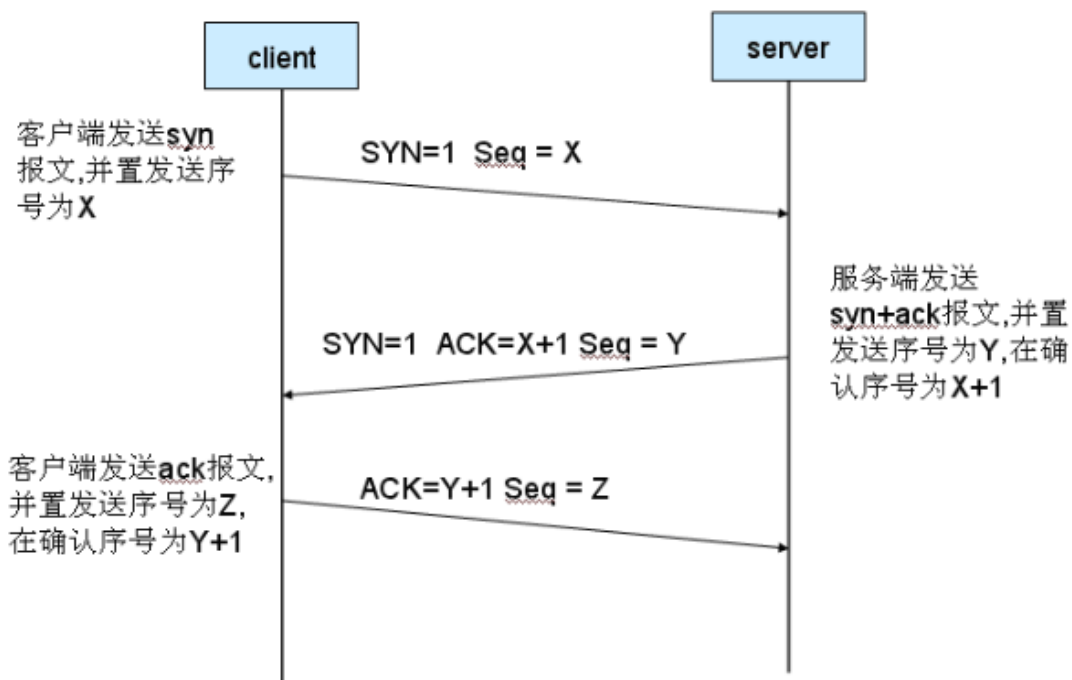 client
server
客户端发送syn
报文,并置发送序
号为X
SYN=1 Seq = X
服务端发送
syn+ack报文,并置
发送序号为Y,在确
认序号为X+1
SYN=1 ACK=X+1 Seq = Y
客户端发送ack报文,
并置发送序号为Z,
在确认序号为Y+1
ACK=Y+1 Seq = Z